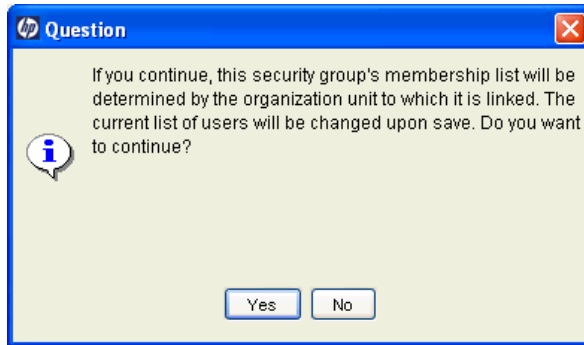 hp Question
If you continue, this security group's membership list will be
determined by the organization unit to which it is linked. The
current list of users will be changed upon save. Do you want
to continue?
Yes No